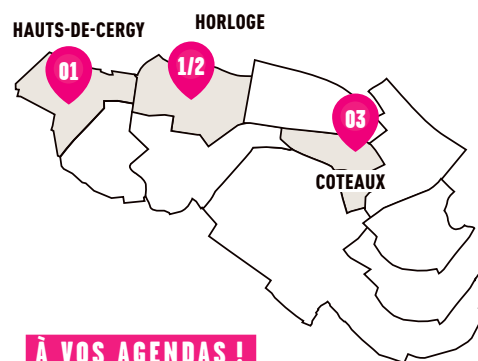 HORLOGE
HAUTS-DE-CERGY
01
1/2
03
COTEAUX
À VOS AGENDAS !